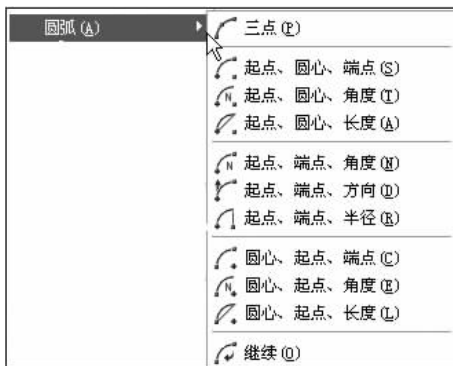 圆弧(A)
三点(P)
起点、圆心、端点(S)
起点、圆心、角度(T)
起点、圆心、长度(A)
起点、端点、角度(N)
起点、端点、方向(D)
起点、端点、半径(R)
圆心、起点、端点(C)
圆心、起点、角度(E)
圆心、起点、长度(L)
继续(O)